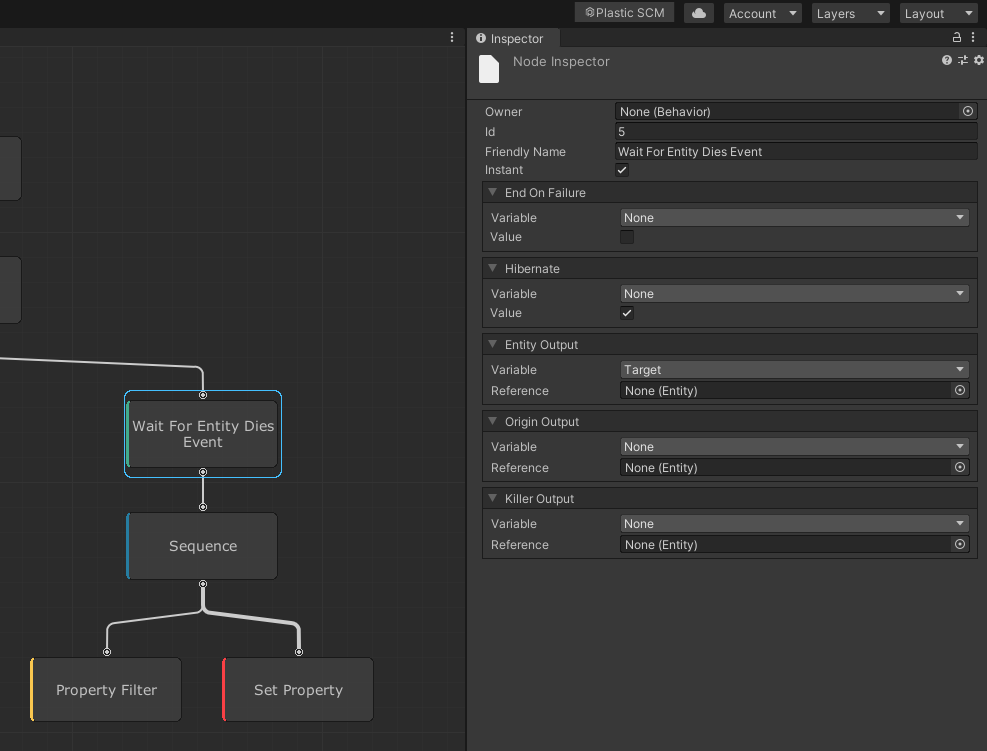 Plastic SCM
Account
Layers
Layout
Inspector
Node Inspector
Owner
None (Behavior)
Id
5
Friendly Name
Wait For Entity Dies Event
Instant
End On Failure
Variable
None
Value
Hibernate
Variable
None
Value
Entity Output
Variable
Target
Reference
None (Entity)
Origin Output
Variable
None
Reference
None (Entity)
Killer Output
Variable
None
Reference
None (Entity)
Wait For Entity Dies
Event
Sequence
Property Filter
Set Property